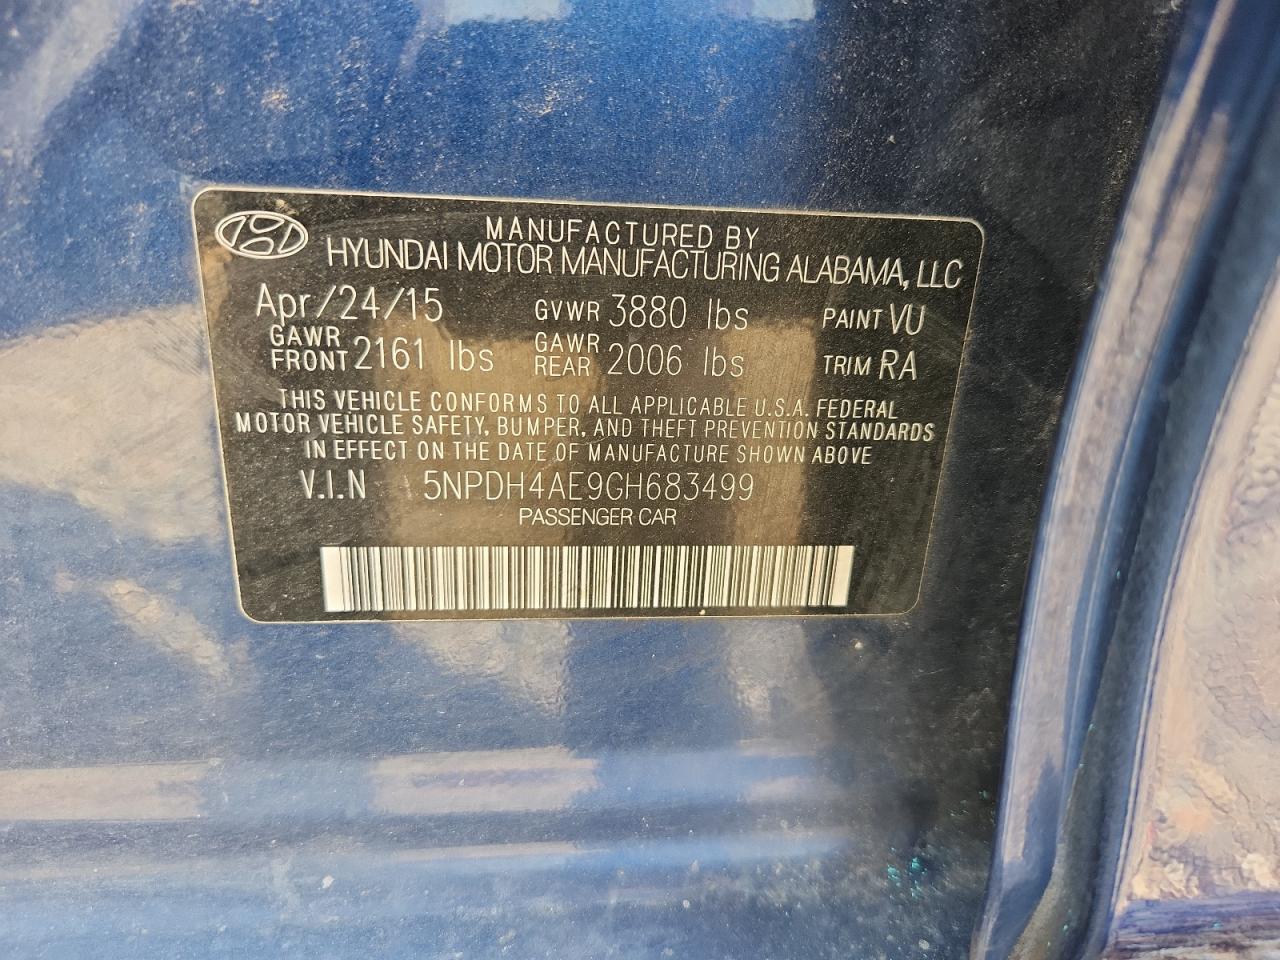 MANUFACTURED BY
HYUNDAI MOTOR MANUFACTURING ALABAMA, LLC
Apr/24/15 GVWR 3880 lbs PAINT VU
GAWR FRONT 2161 lbs GAWR REAR 2006 lbs TRIM RA
THIS VEHICLE CONFORMS TO ALL APPLICABLE U.S.A. FEDERAL
MOTOR VEHICLE SAFETY, BUMPER, AND THEFT PREVENTION STANDARDS
IN EFFECT ON THE DATE OF MANUFACTURE SHOWN ABOVE
V.I.N 5NPDH4AE9GH683499
PASSENGER CAR